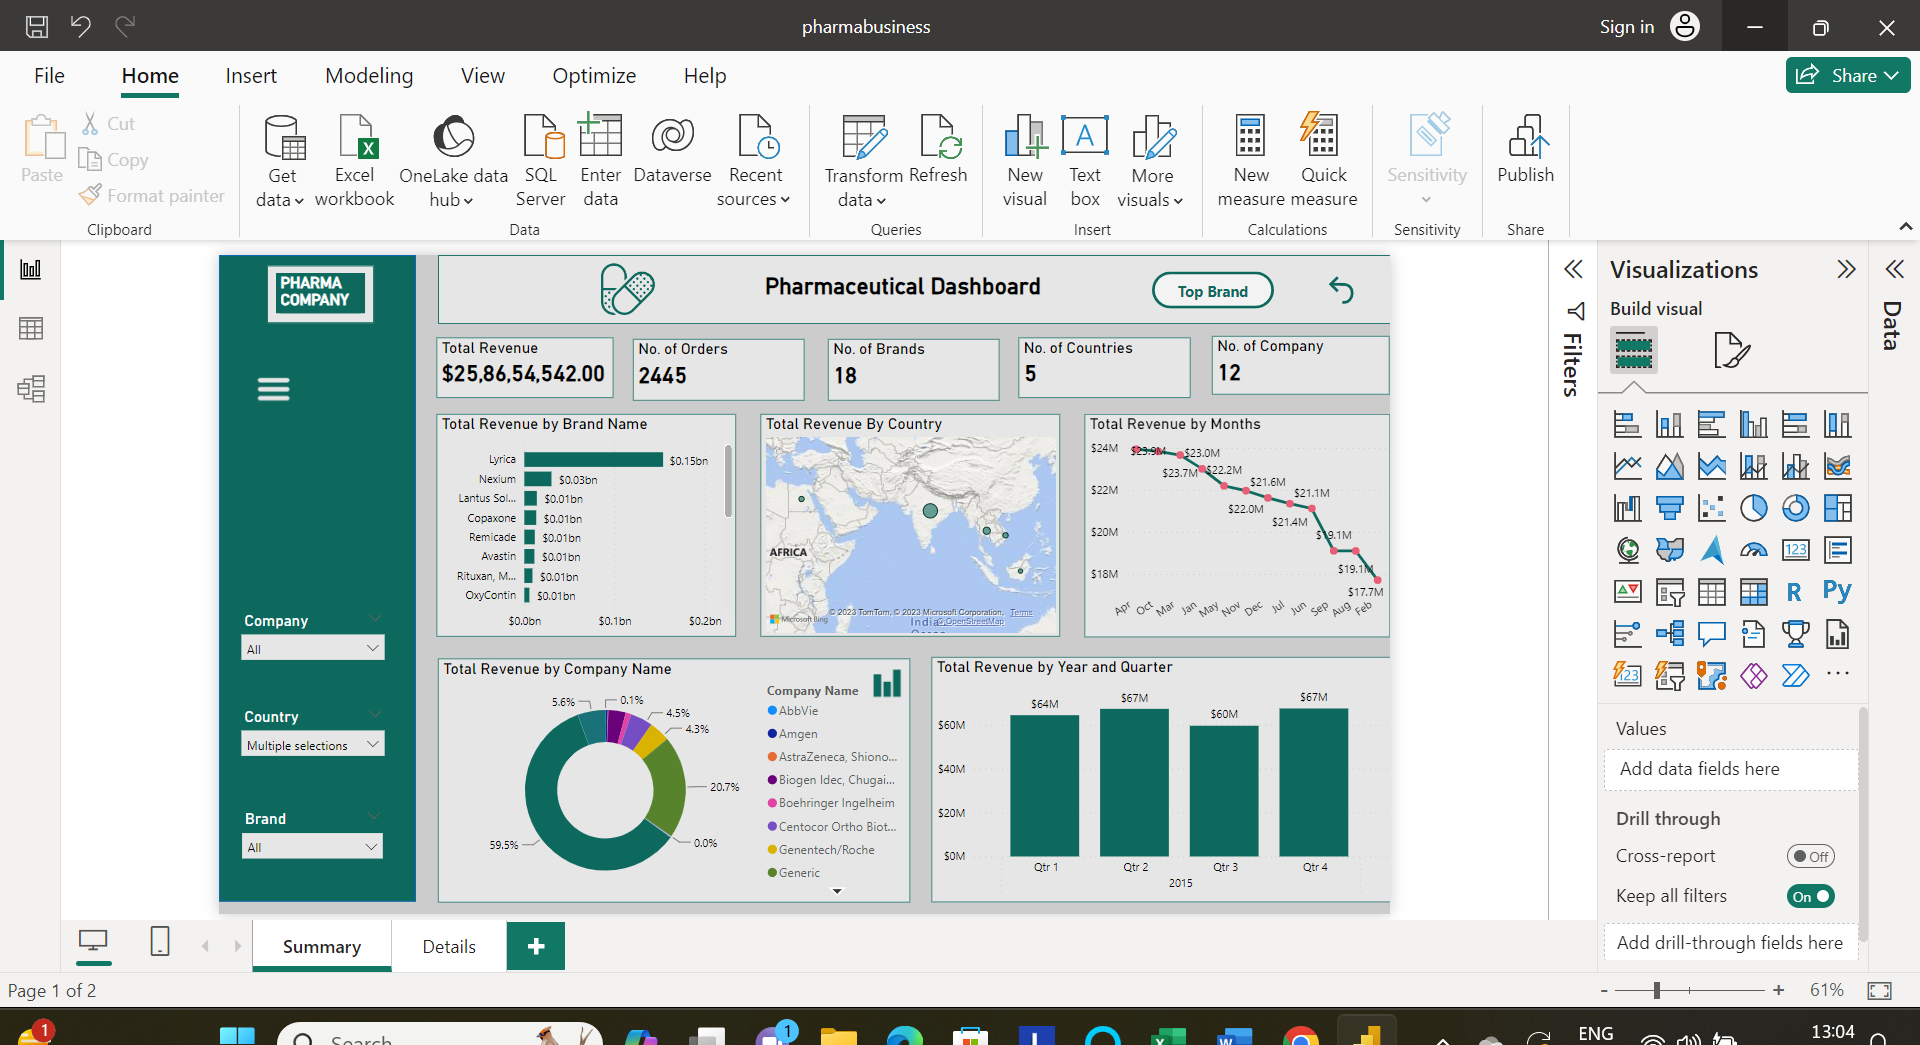 pharmabusiness
Sign in
File
Home
Insert
Modeling
View
Optimize
Help
Share
Paste
Cut
Copy
Format painter
Clipboard
Get data
Excel workbook
OneLake data hub
SQL Server
Enter data
Dataverse
Recent sources
Data
Transform data
Refresh
Queries
New visual
Text box
More visuals
Insert
New measure
Quick measure
Calculations
Sensitivity
Sensitivity
Publish
Share
PHARMA
COMPANY
Company
All
Country
Multiple selections
Brand
All
Pharmaceutical Dashboard
Top Brand
Total Revenue
$25,86,54,542.00
No. of Orders
2445
No. of Brands
18
No. of Countries
5
No. of Company
12
Total Revenue by Brand Name
Lyrica $0.15bn
Nexium $0.03bn
Lantus Sol... $0.01bn
Copaxone $0.01bn
Remicade $0.01bn
Avastin $0.01bn
Rituxan, M... $0.01bn
OxyContin $0.01bn
$0.0bn $0.1bn $0.2bn
Total Revenue By Country
AFRICA
© 2023 TomTom, © 2023 Microsoft Corporation, Terms
Microsoft Bing
© OpenStreetMap
Total Revenue by Months
$24M
$22M
$20M
$18M
$23.9M
$23.0M
$23.7M
$22.2M
$21.6M
$22.0M
$21.1M
$21.4M
$19.1M
$19.1M
$17.7M
Apr Oct Mar Jan May Nov Dec Jul Jun Sep Aug Feb
Total Revenue by Company Name
5.6%
0.1%
4.5%
4.3%
20.7%
0.0%
59.5%
Company Name
AbbVie
Amgen
AstraZeneca, Shiono...
Biogen Idec, Chugai...
Boehringer Ingelheim
Centocor Ortho Biot...
Genentech/Roche
Generic
Total Revenue by Year and Quarter
$60M
$40M
$20M
$0M
$64M
$67M
$60M
$67M
Qtr 1 Qtr 2 Qtr 3 Qtr 4
2015
Filters
Visualizations
Build visual
123
R
Py
123
Values
Add data fields here
Drill through
Cross-report
Off
Keep all filters
On
Add drill-through fields here
Data
Summary
Details
Page 1 of 2
61%
1
Search
1
ENG
13:04